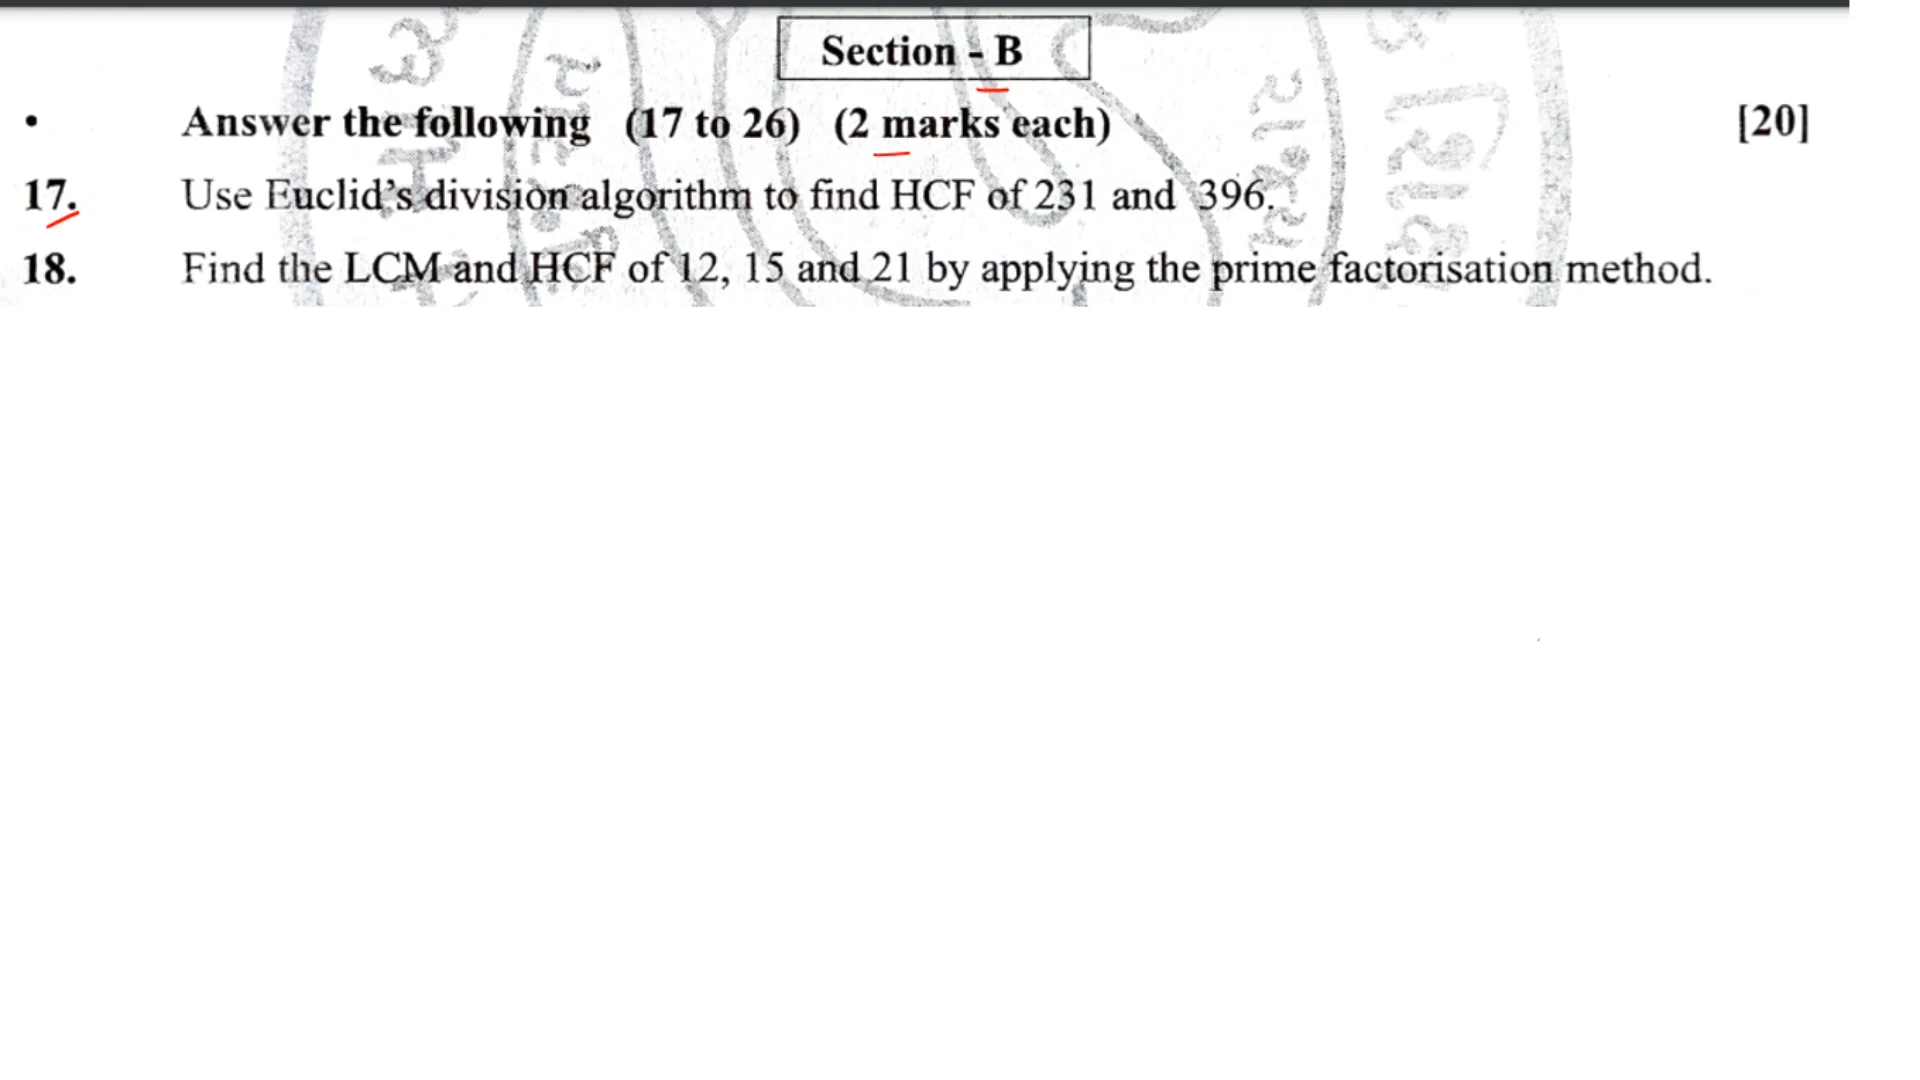 Section - B
• Answer the following (17 to 26) (2 marks each) [20]
17. Use Euclid's division algorithm to find HCF of 231 and 396.
18. Find the LCM and HCF of 12, 15 and 21 by applying the prime factorisation method.